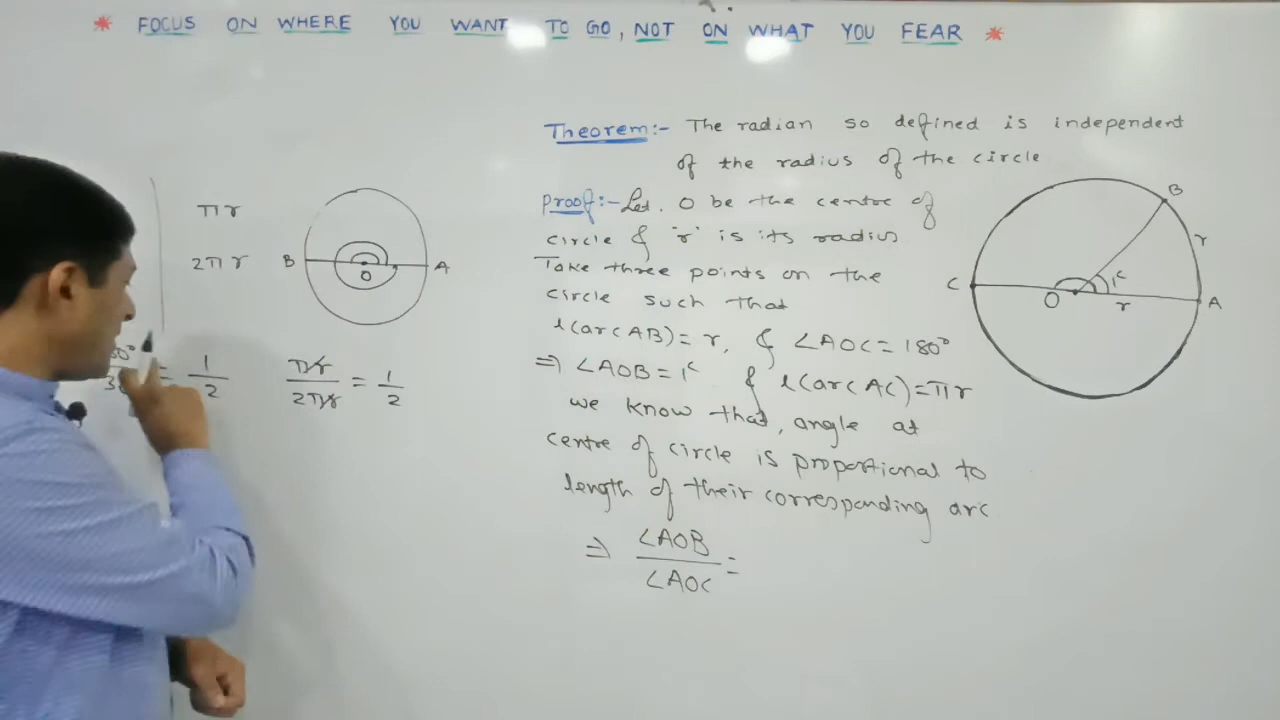 * FOCUS ON WHERE YOU WANT TO GO, NOT ON WHAT YOU FEAR *
πr
2πr
B O A
= 1/2
πr/2πr = 1/2
Theorem:- The radian so defined is independent
of the radius of the circle
Proof:- Let. O be the centre of
circle & 'r' is its radius
Take three points on the
circle such that
l(arc AB) = r, & ∠AOC = 180°
⇒ ∠AOB = 1ᶜ & l(arc AC) = πr
we know that, angle at
centre of circle is proportional to
length of their corresponding arc
⇒ ∠AOB/∠AOC =
B
r
C O 1ᶜ r A